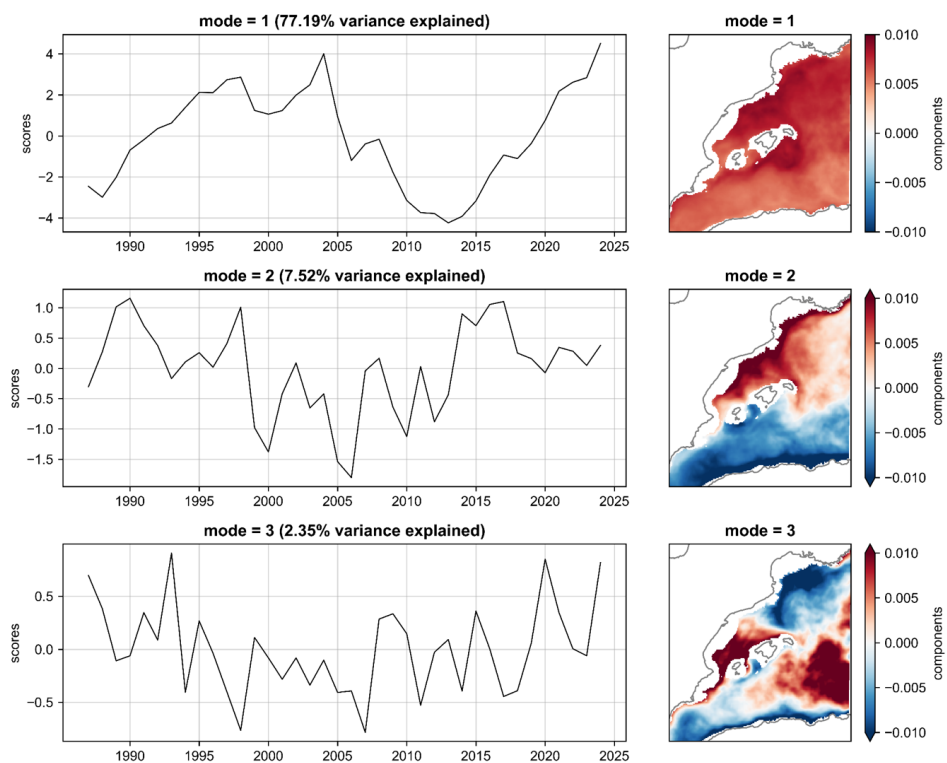 mode = 1 (77.19% variance explained)
mode = 1
4
2
0
−2
−4
scores
1990 1995 2000 2005 2010 2015 2020 2025
0.010
0.005
0.000
−0.005
−0.010
components
mode = 2 (7.52% variance explained)
mode = 2
1.0
0.5
0.0
−0.5
−1.0
−1.5
scores
1990 1995 2000 2005 2010 2015 2020 2025
0.010
0.005
0.000
−0.005
−0.010
components
mode = 3 (2.35% variance explained)
mode = 3
0.5
0.0
−0.5
scores
1990 1995 2000 2005 2010 2015 2020 2025
0.010
0.005
0.000
−0.005
−0.010
components